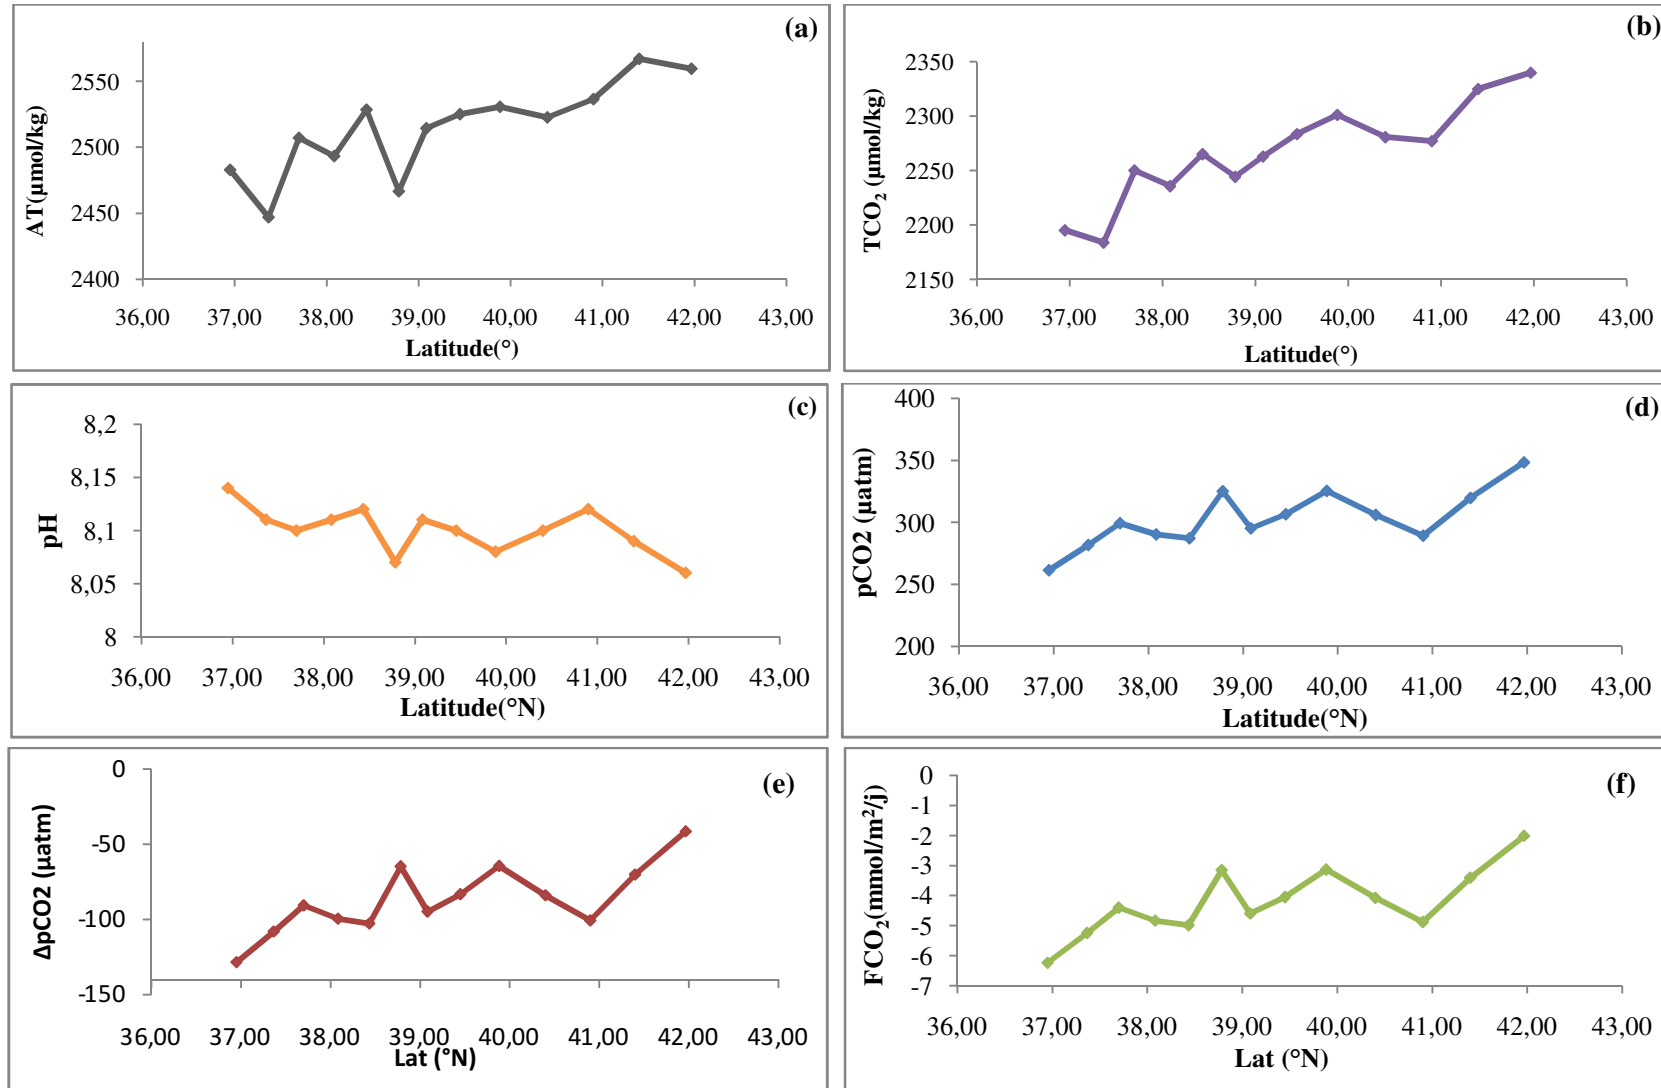 (a)
2550
2500
2450
2400
AT(µmol/kg)
36,00 37,00 38,00 39,00 40,00 41,00 42,00 43,00
Latitude(°)
(b)
2350
2300
2250
2200
2150
TCO₂ (µmol/kg)
36,00 37,00 38,00 39,00 40,00 41,00 42,00 43,00
Latitude(°)
(c)
8,2
8,15
8,1
8,05
8
pH
36,00 37,00 38,00 39,00 40,00 41,00 42,00 43,00
Latitude(°N)
(d)
400
350
300
250
200
pCO2 (µatm)
36,00 37,00 38,00 39,00 40,00 41,00 42,00 43,00
Latitude(°N)
(e)
0
-50
-100
-150
ΔpCO2 (µatm)
36,00 37,00 38,00 39,00 40,00 41,00 42,00 43,00
Lat (°N)
(f)
0
-1
-2
-3
-4
-5
-6
-7
FCO₂(mmol/m²/j)
36,00 37,00 38,00 39,00 40,00 41,00 42,00 43,00
Lat (°N)